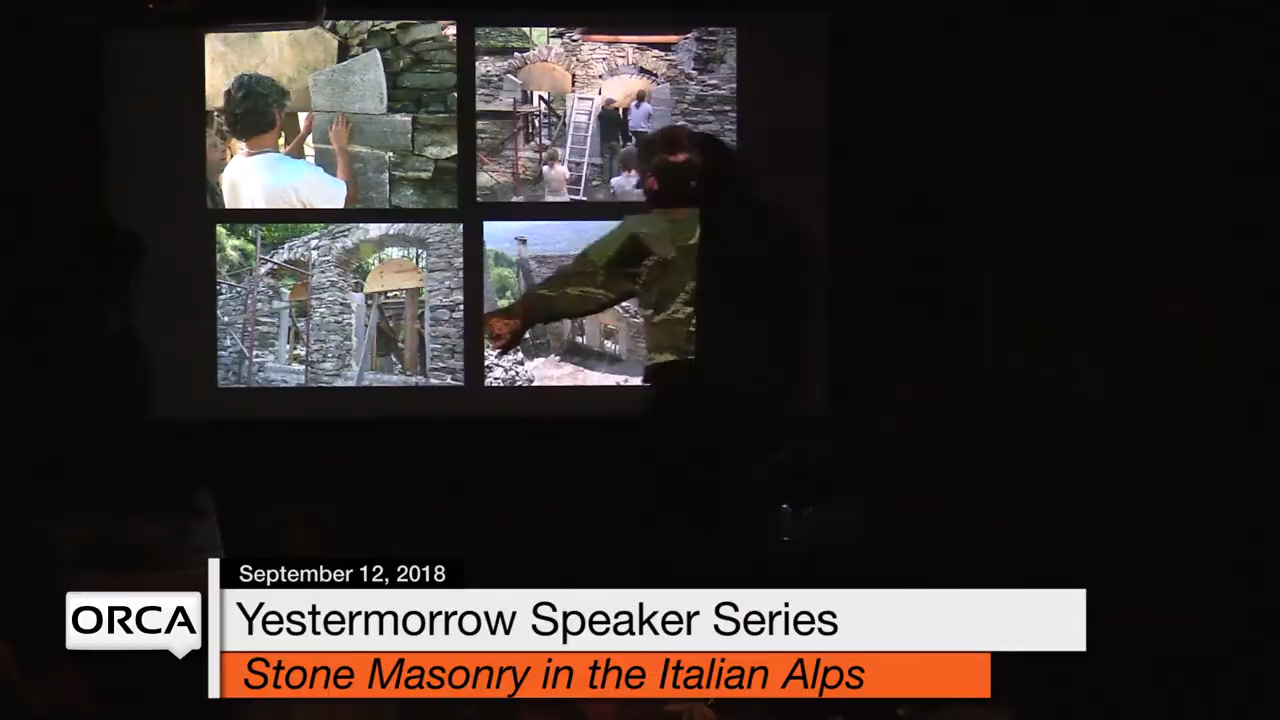 September 12, 2018
ORCA
Yestermorrow Speaker Series
Stone Masonry in the Italian Alps